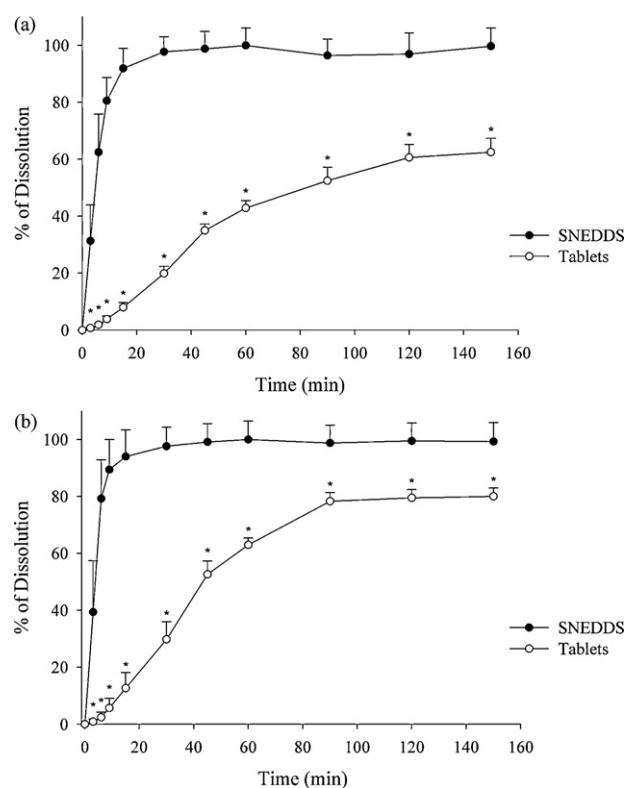 (a)
100
80
60
40
20
0
% of Dissolution
* * * * * * * * * * *
SNEDDS
Tablets
0 20 40 60 80 100 120 140 160
Time (min)
(b)
100
80
60
40
20
0
% of Dissolution
* * * * * * * * * * *
SNEDDS
Tablets
0 20 40 60 80 100 120 140 160
Time (min)